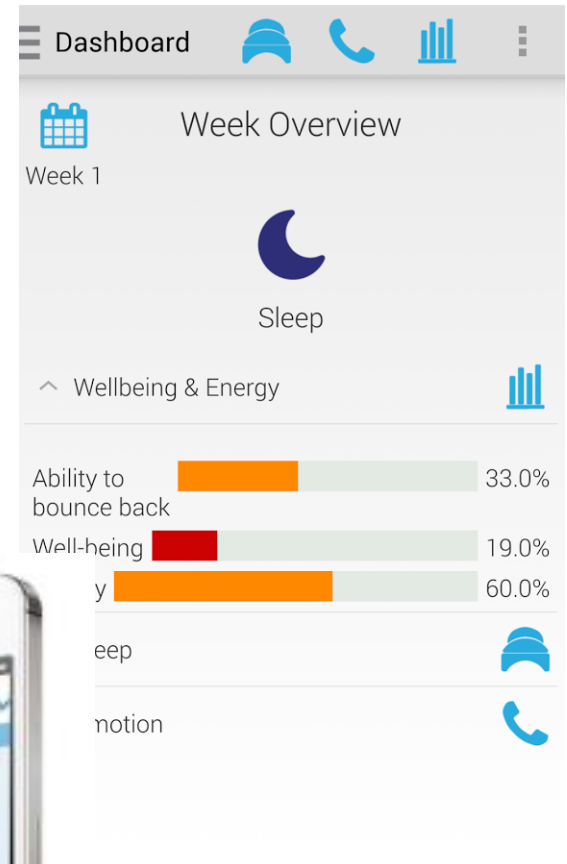 Dashboard
Week Overview
Week 1
Sleep
Wellbeing & Energy
Ability to 33.0%
bounce back
Well-being 19.0%
y 60.0%
eep
motion